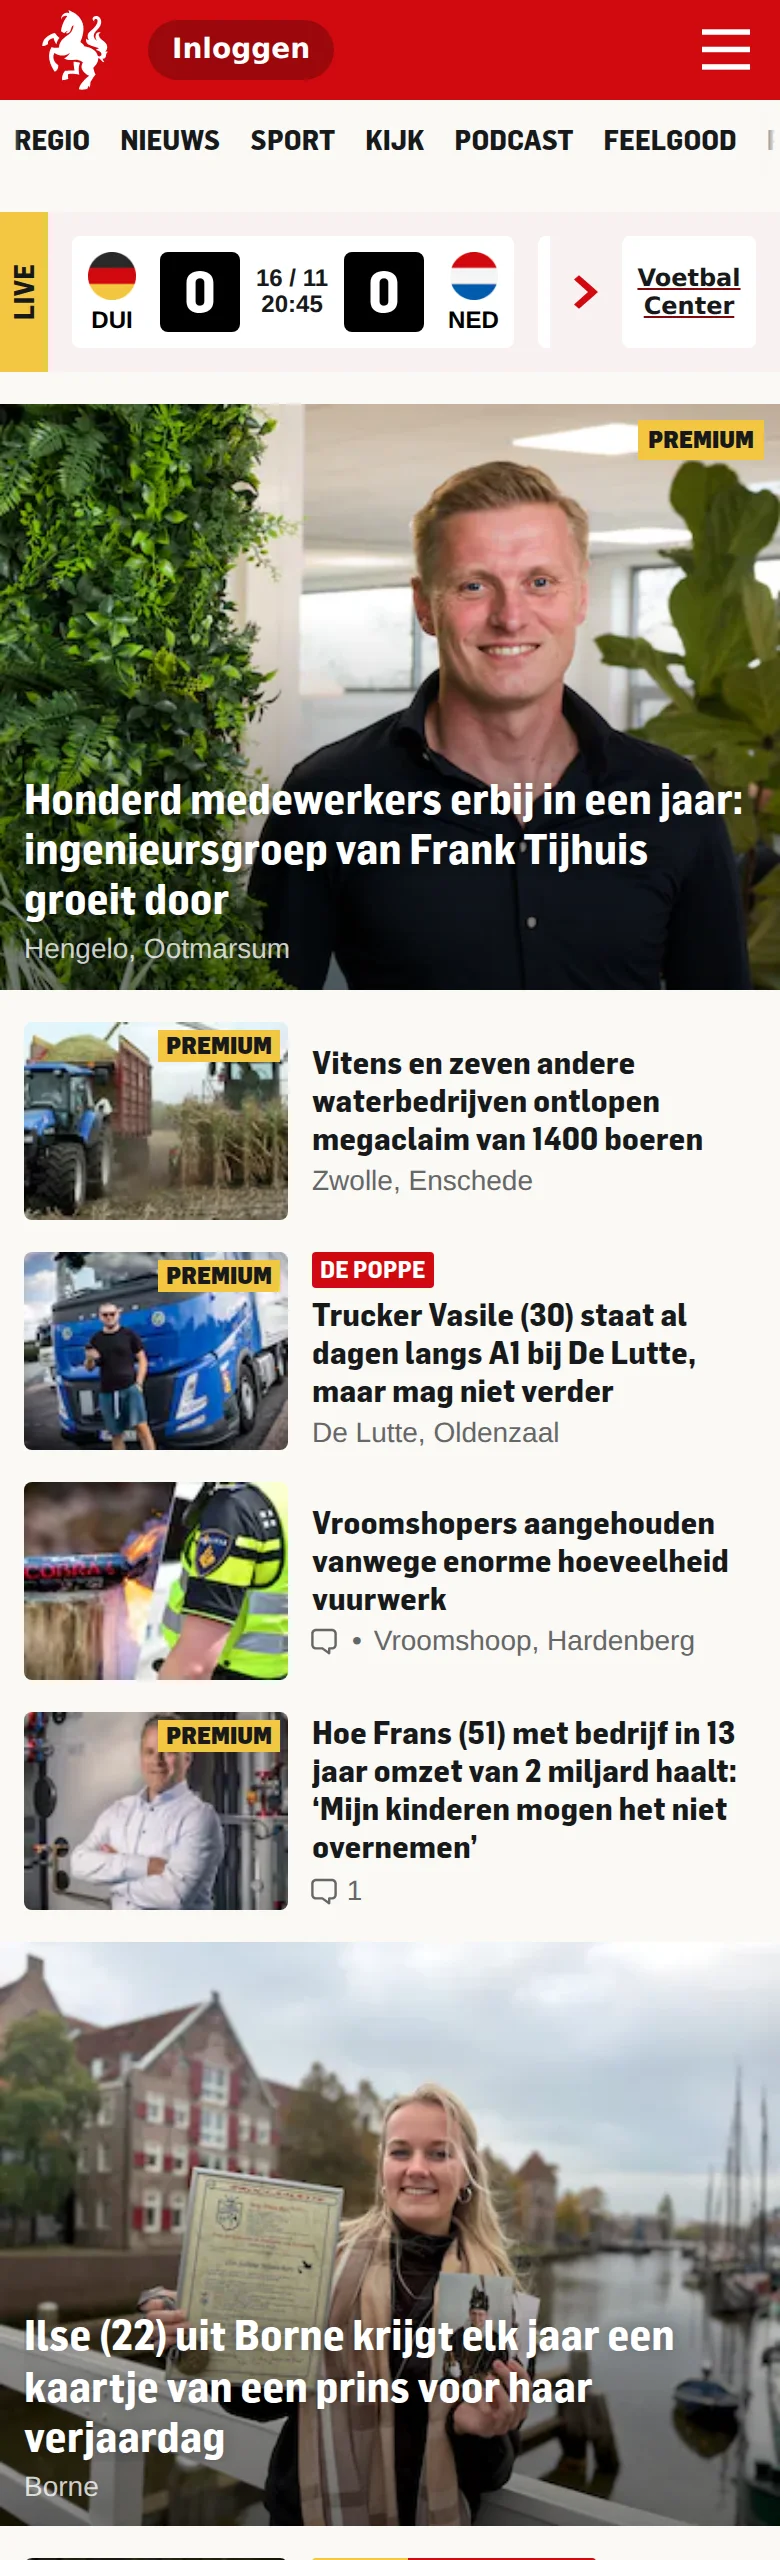 Inloggen
REGIO NIEUWS SPORT KIJK PODCAST FEELGOOD
LIVE
DUI
0
16 / 11
20:45
0
NED
Voetbal
Center
PREMIUM
Honderd medewerkers erbij in een jaar:
ingenieursgroep van Frank Tijhuis
groeit door
Hengelo, Ootmarsum
PREMIUM
Vitens en zeven andere
waterbedrijven ontlopen
megaclaim van 1400 boeren
Zwolle, Enschede
PREMIUM
DE POPPE
Trucker Vasile (30) staat al
dagen langs A1 bij De Lutte,
maar mag niet verder
De Lutte, Oldenzaal
COBRA 6
Vroomshopers aangehouden
vanwege enorme hoeveelheid
vuurwerk
• Vroomshoop, Hardenberg
PREMIUM
Hoe Frans (51) met bedrijf in 13
jaar omzet van 2 miljard haalt:
‘Mijn kinderen mogen het niet
overnemen’
1
Ilse (22) uit Borne krijgt elk jaar een
kaartje van een prins voor haar
verjaardag
Borne